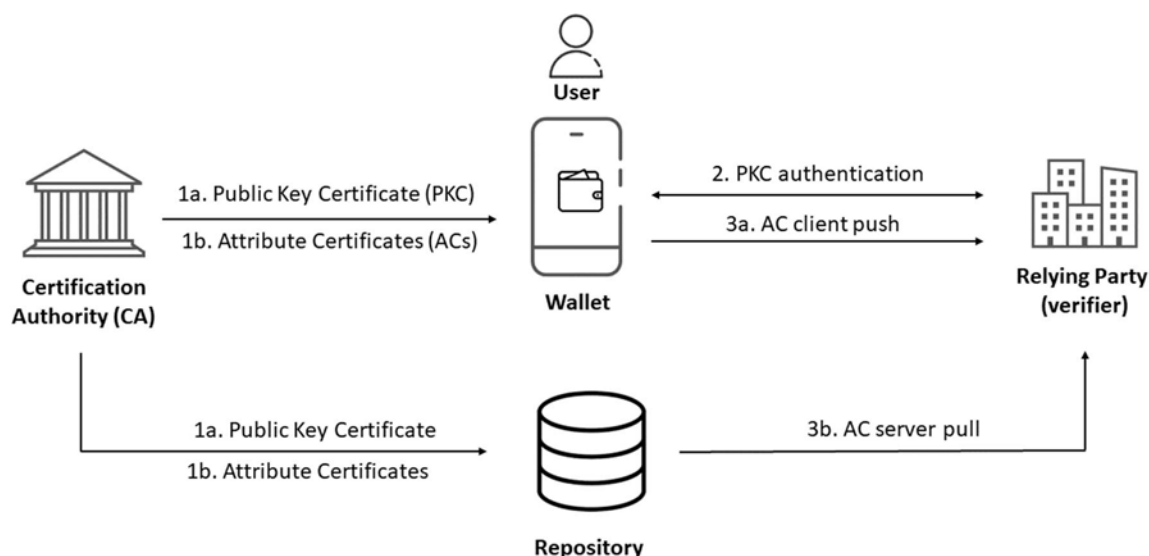 User
1a. Public Key Certificate (PKC)
1b. Attribute Certificates (ACs)
2. PKC authentication
3a. AC client push
Certification
Authority (CA)
Wallet
Relying Party
(verifier)
1a. Public Key Certificate
1b. Attribute Certificates
3b. AC server pull
Repository